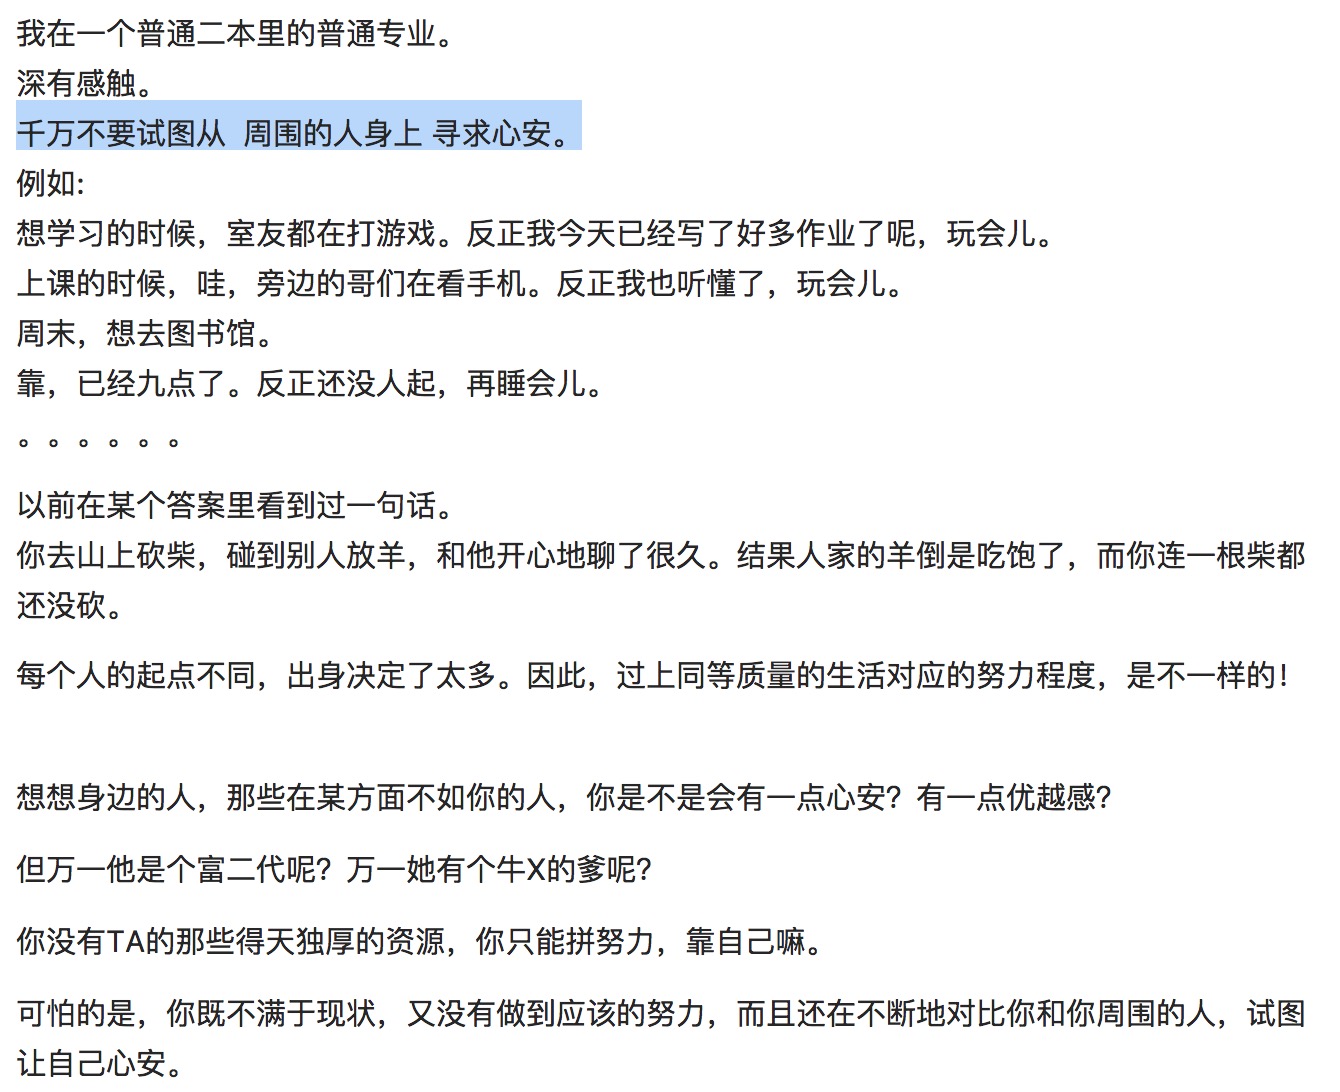 我在一个普通二本里的普通专业。
深有感触。
千万不要试图从 周围的人身上 寻求心安。
例如:
想学习的时候，室友都在打游戏。反正我今天已经写了好多作业了呢，玩会儿。
上课的时候，哇，旁边的哥们在看手机。反正我也听懂了，玩会儿。
周末，想去图书馆。
靠，已经九点了。反正还没人起，再睡会儿。
。。。。。。
以前在某个答案里看到过一句话。
你去山上砍柴，碰到别人放羊，和他开心地聊了很久。结果人家的羊倒是吃饱了，而你连一根柴都
还没砍。
每个人的起点不同，出身决定了太多。因此，过上同等质量的生活对应的努力程度，是不一样的！
想想身边的人，那些在某方面不如你的人，你是不是会有一点心安？有一点优越感？
但万一他是个富二代呢？万一她有个牛X的爹呢？
你没有TA的那些得天独厚的资源，你只能拼努力，靠自己嘛。
可怕的是，你既不满于现状，又没有做到应该的努力，而且还在不断地对比你和你周围的人，试图
让自己心安。